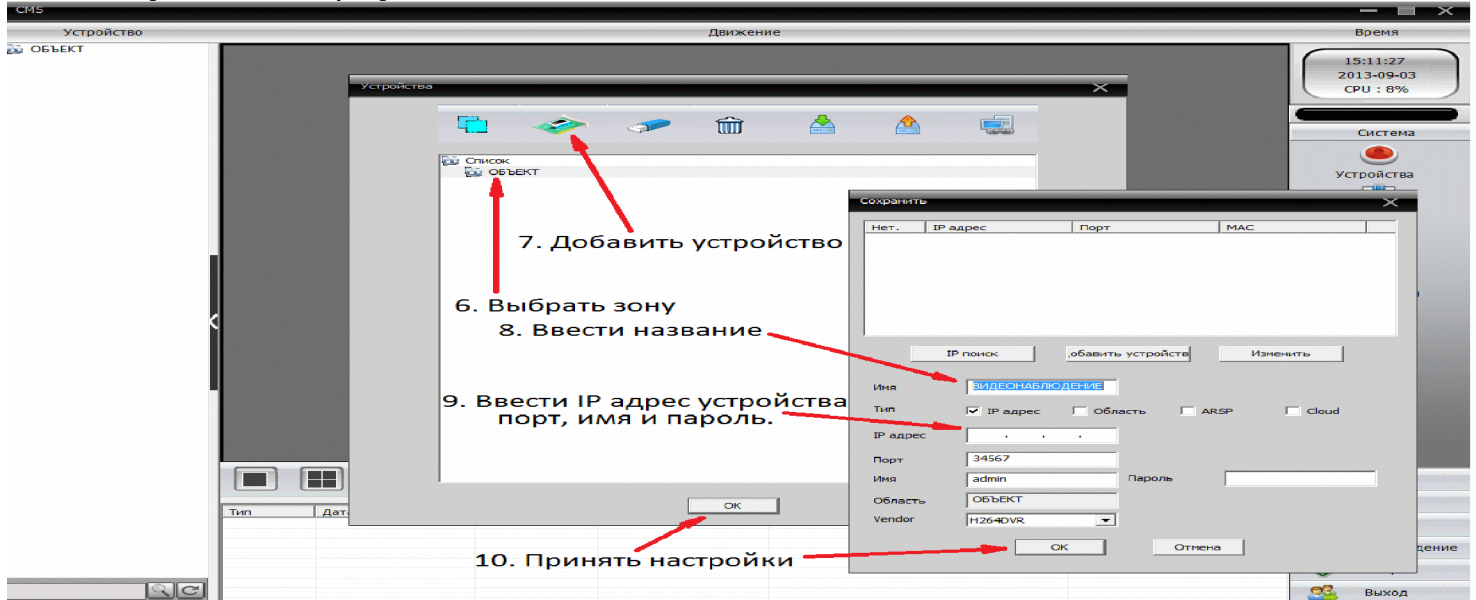 CMS
Устройство
Движение
Время
ОБЪЕКТ
15:11:27
2013-09-03
CPU : 8%
Устройства
Система
Устройства
Список
ОБЪЕКТ
7. Добавить устройство
6. Выбрать зону
8. Ввести название
9. Ввести IP адрес устройства
порт, имя и пароль.
Сохранить
Нет. IP адрес Порт MAC
IP поиск обавить устройств Изменить
Имя ВИДЕОНАБЛЮДЕНИЕ
Тип IP адрес Область ARSP Cloud
IP адрес . . .
Порт 34567
Имя admin Пароль
Область ОБЪЕКТ
Vendor H264DVR
OK Отмена
OK
Тип Дат
10. Принять настройки
дение
Выход